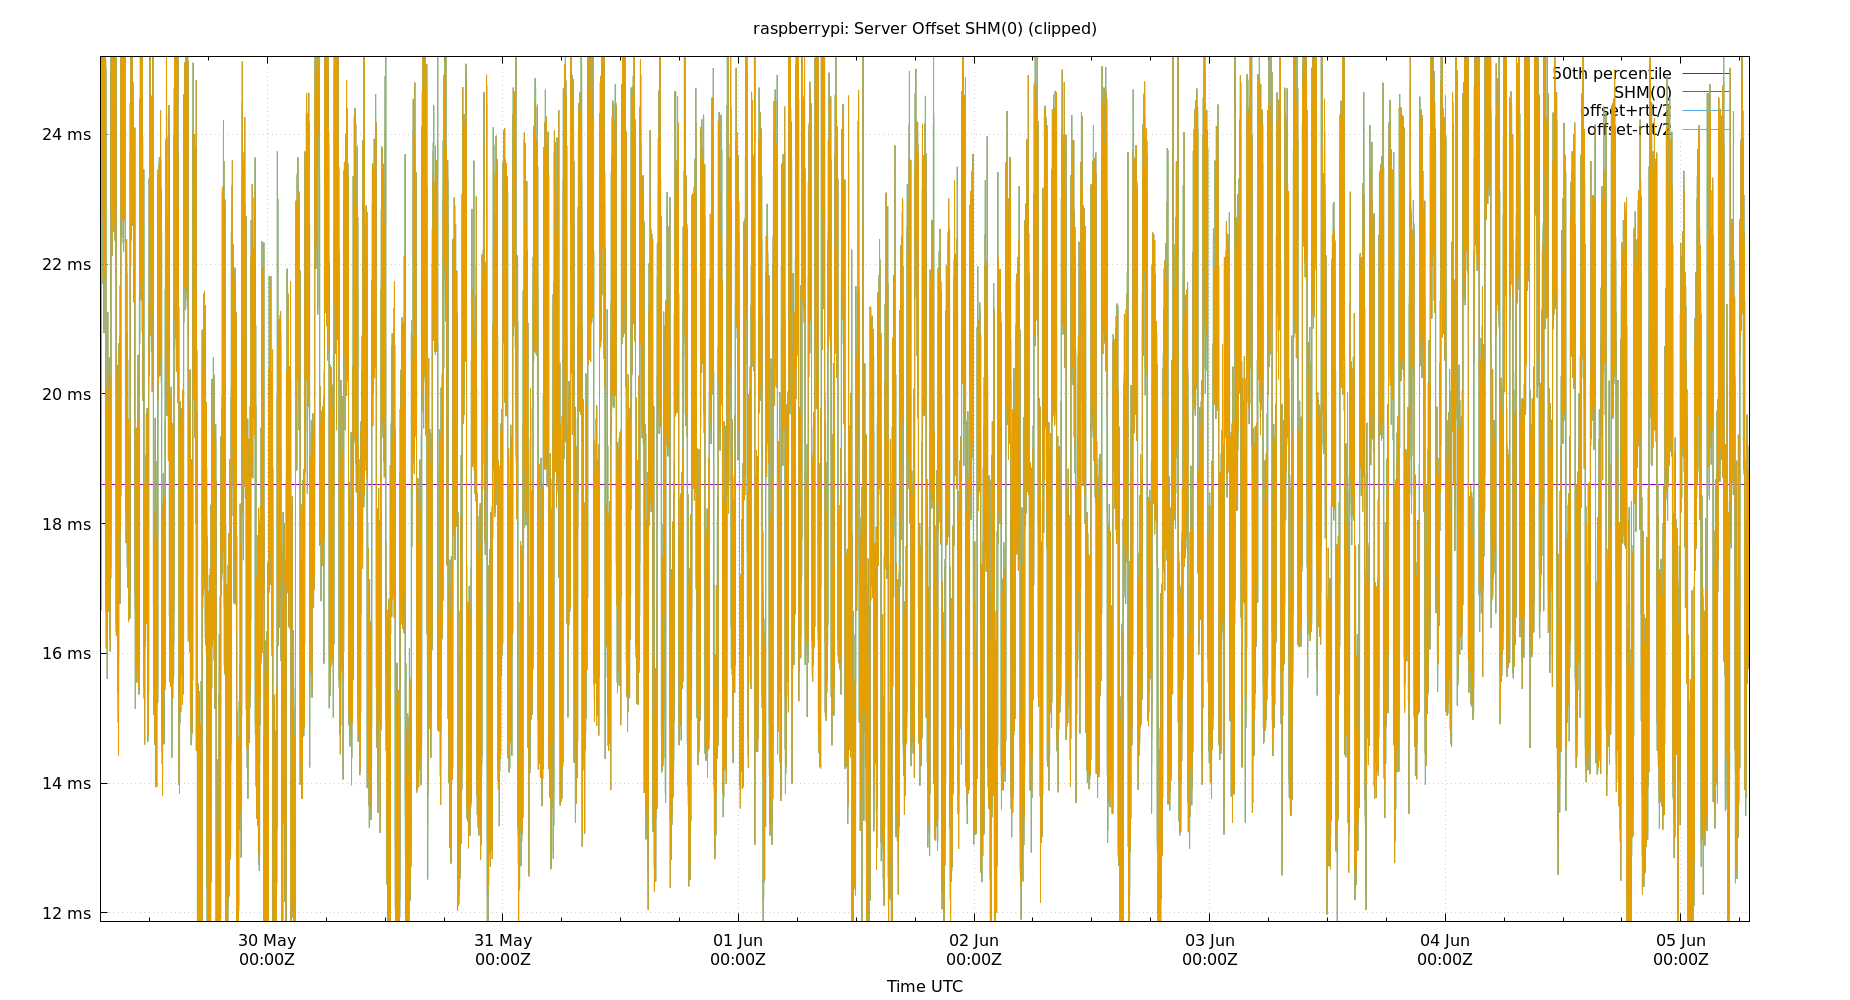 raspberrypi: Server Offset SHM(0) (clipped)
50th percentile
SHM(0)
offset+rtt/2
offset-rtt/2
24 ms
22 ms
20 ms
18 ms
16 ms
14 ms
12 ms
30 May 31 May 01 Jun 02 Jun 03 Jun 04 Jun 05 Jun
00:00Z 00:00Z 00:00Z 00:00Z 00:00Z 00:00Z 00:00Z
Time UTC